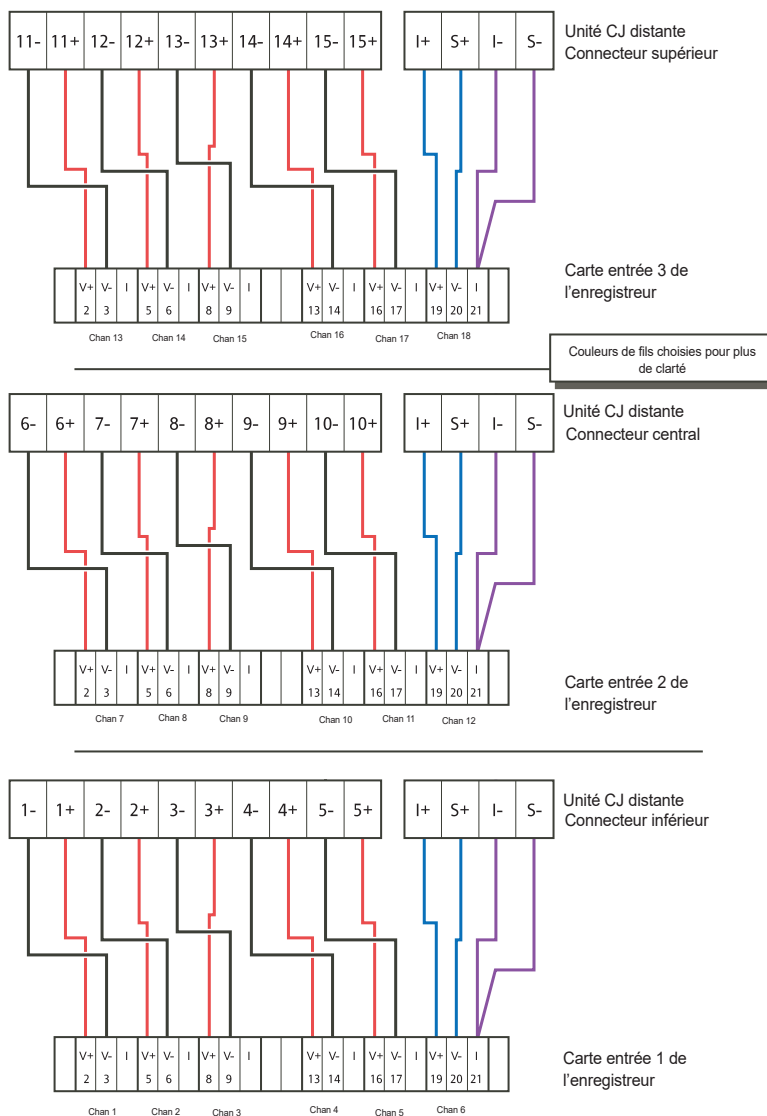 11- 11+ 12- 12+ 13- 13+ 14- 14+ 15- 15+ I+ S+ I- S-
Unité CJ distante
Connecteur supérieur
V+ V- I V+ V- I V+ V- I V+ V- I V+ V- I V+ V- I
2 3 5 6 8 9 13 14 16 17 19 20 21
Carte entrée 3 de
l'enregistreur
Chan 13 Chan 14 Chan 15 Chan 16 Chan 17 Chan 18
Couleurs de fils choisies pour plus
de clarté
6- 6+ 7- 7+ 8- 8+ 9- 9+ 10- 10+ I+ S+ I- S-
Unité CJ distante
Connecteur central
V+ V- I V+ V- I V+ V- I V+ V- I V+ V- I V+ V- I
2 3 5 6 8 9 13 14 16 17 19 20 21
Carte entrée 2 de
l'enregistreur
Chan 7 Chan 8 Chan 9 Chan 10 Chan 11 Chan 12
1- 1+ 2- 2+ 3- 3+ 4- 4+ 5- 5+ I+ S+ I- S-
Unité CJ distante
Connecteur inférieur
V+ V- I V+ V- I V+ V- I V+ V- I V+ V- I V+ V- I
2 3 5 6 8 9 13 14 16 17 19 20 21
Carte entrée 1 de
l'enregistreur
Chan 1 Chan 2 Chan 3 Chan 4 Chan 5 Chan 6